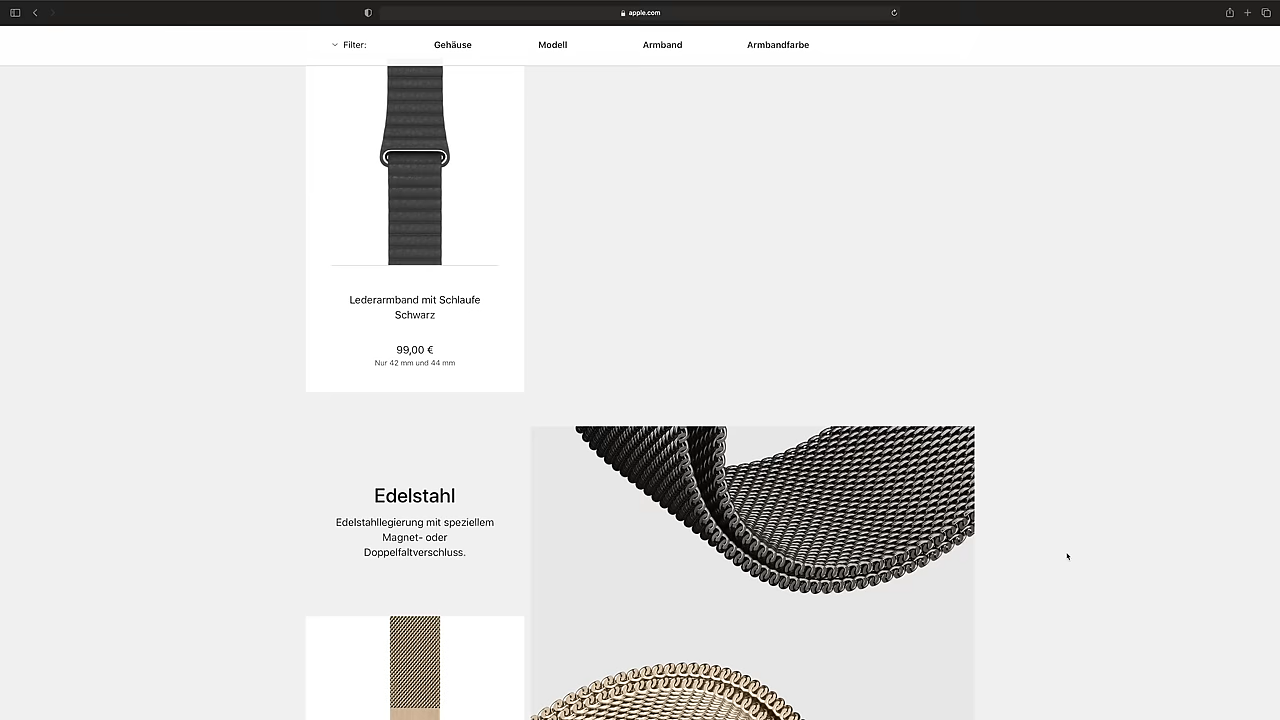 apple.com
Filter:
Gehäuse
Modell
Armband
Armbandfarbe
Lederarmband mit Schlaufe
Schwarz
99,00 €
Nur 42 mm und 44 mm
Edelstahl
Edelstahllegierung mit speziellem
Magnet- oder
Doppelfaltverschluss.